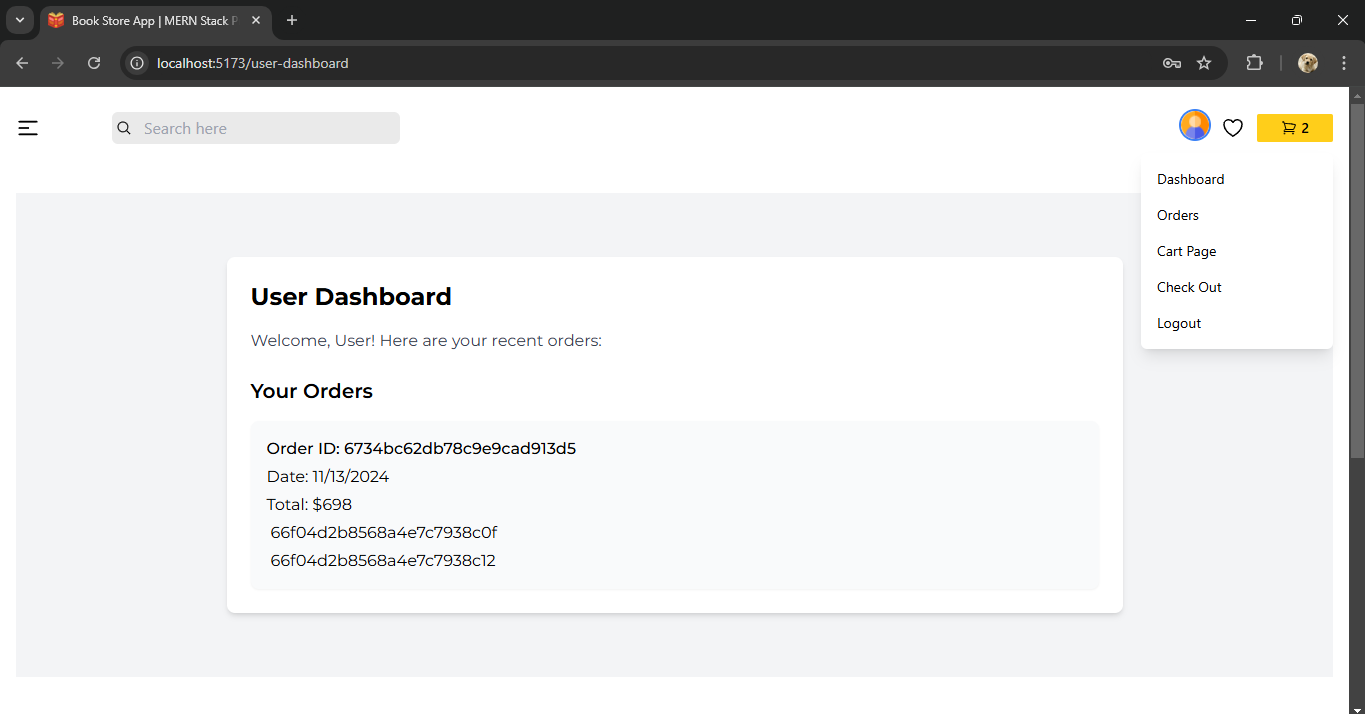 Book Store App | MERN Stack P
localhost:5173/user-dashboard
Search here
2
Dashboard
Orders
Cart Page
Check Out
Logout
User Dashboard
Welcome, User! Here are your recent orders:
Your Orders
Order ID: 6734bc62db78c9e9cad913d5
Date: 11/13/2024
Total: $698
66f04d2b8568a4e7c7938c0f
66f04d2b8568a4e7c7938c12